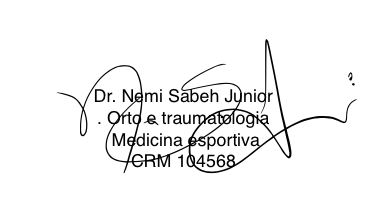 Dr. Nemi Sabeh Junior
. Orto e traumatologia
Medicina esportiva
CRM 104568